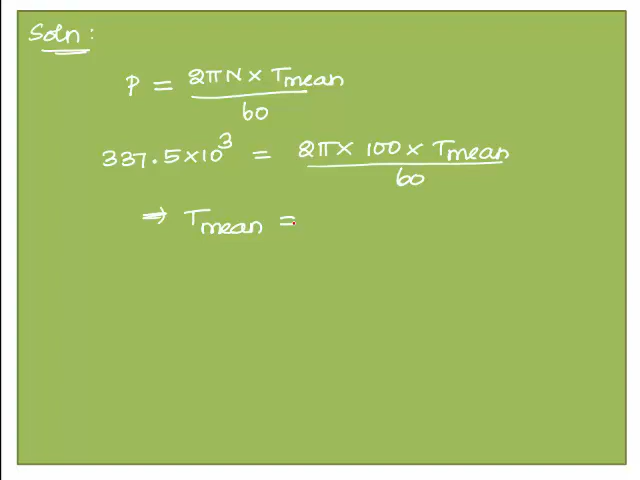 Soln:
P = 2πN × Tmean / 60
337.5×10³ = 2π× 100 × Tmean / 60
⇒ Tmean =